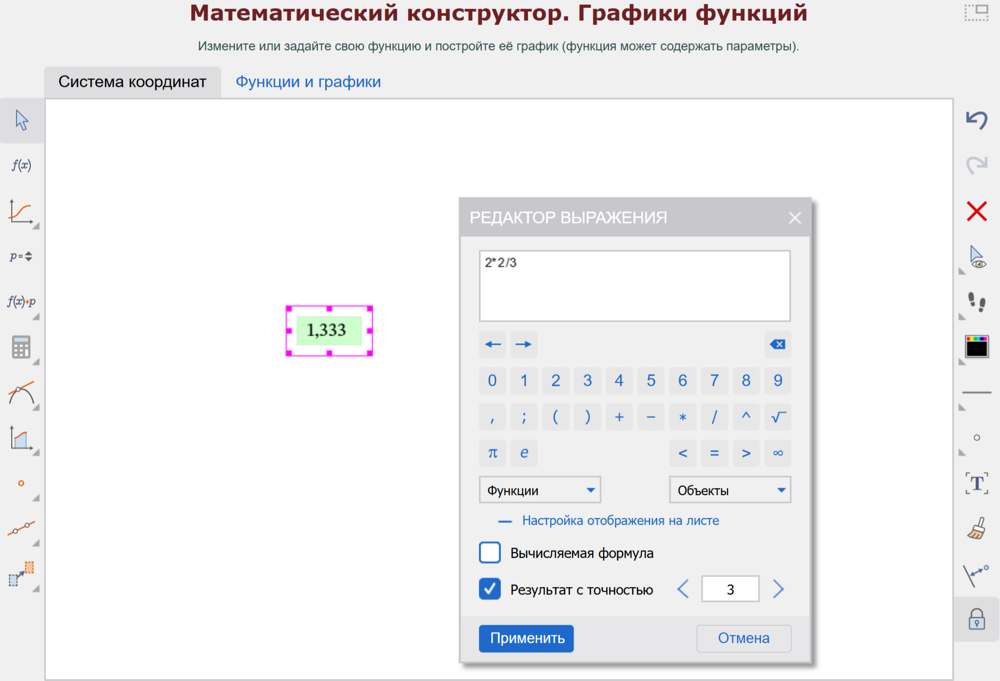 Математический конструктор. Графики функций
Измените или задайте свою функцию и постройте её график (функция может содержать параметры).
Система координат
Функции и графики
f(x)
p=
f(x)+p
1,333
РЕДАКТОР ВЫРАЖЕНИЯ
2*2/3
0 1 2 3 4 5 6 7 8 9
, ; ( ) + − * / ^ √
π e < = > ∞
Функции
Объекты
Настройка отображения на листе
Вычисляемая формула
Результат с точностью 3
Применить
Отмена
T